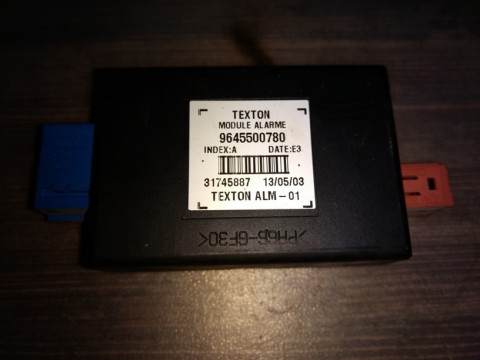 TEXTON
MODULE ALARME
9645500780
INDEX:A DATE:E3
31745887 13/05/03
TEXTON ALM-01
>PA66-GF30<